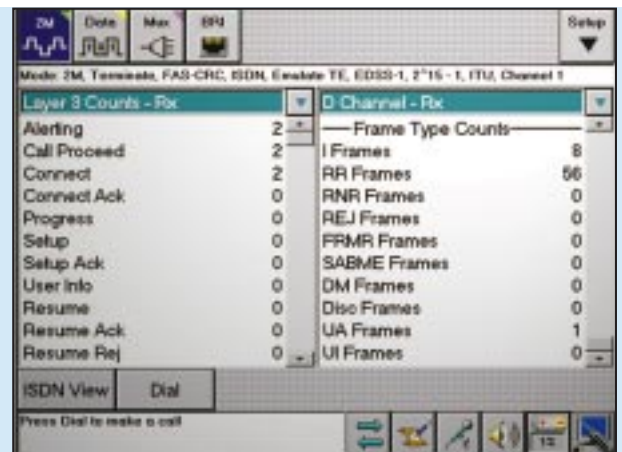 2M Data Mux BRI Setup
Mode: 2M, Terminate, FAS-CRC, ISDN, Emulate TE, EDSS-1, 2^15 - 1, ITU, Channel 1
Layer 3 Counts - Rx
Alerting 2
Call Proceed 2
Connect 2
Connect Ack 0
Progress 0
Setup 0
Setup Ack 0
User Info 0
Resume 0
Resume Ack 0
Resume Rej 0
D Channel - Rx
Frame Type Counts
I Frames 8
RR Frames 56
RNR Frames 0
REJ Frames 0
FRMR Frames 0
SABME Frames 0
DM Frames 0
Disc Frames 0
UA Frames 1
UI Frames 0
ISDN View Dial
Press Dial to make a call